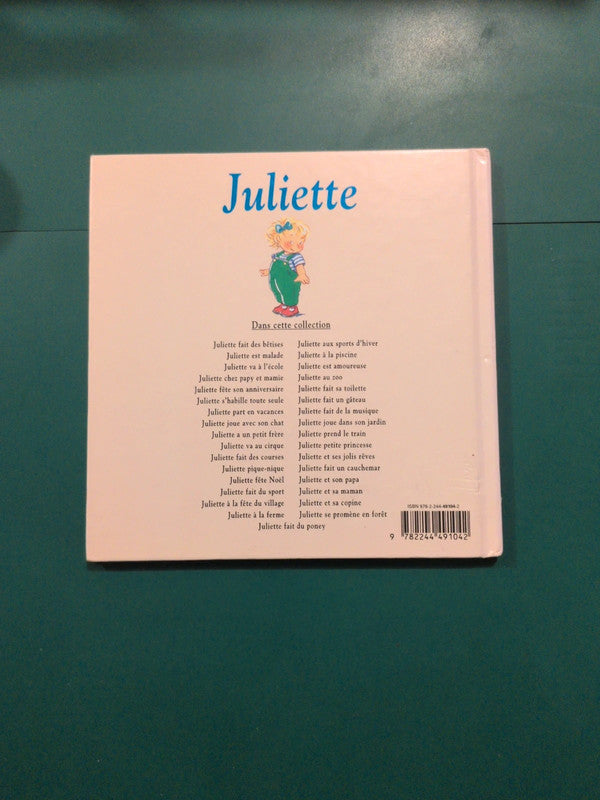 Juliette
Dans cette collection
Juliette fait des bêtises
Juliette est malade
Juliette va à l'école
Juliette chez papy et mamie
Juliette fête son anniversaire
Juliette s'habille toute seule
Juliette part en vacances
Juliette joue avec son chat
Juliette a un petit frère
Juliette va au cirque
Juliette fait des courses
Juliette pique-nique
Juliette fête Noël
Juliette fait du sport
Juliette à la fête du village
Juliette à la ferme
Juliette aux sports d'hiver
Juliette à la piscine
Juliette est amoureuse
Juliette au zoo
Juliette fait sa toilette
Juliette fait un gâteau
Juliette fait de la musique
Juliette joue dans son jardin
Juliette prend le train
Juliette petite princesse
Juliette et ses jolis rêves
Juliette fait un cauchemar
Juliette et son papa
Juliette et sa maman
Juliette et sa copine
Juliette se promène en forêt
Juliette fait du poney
ISBN 978-2-244-49104-2
9 782244 491042